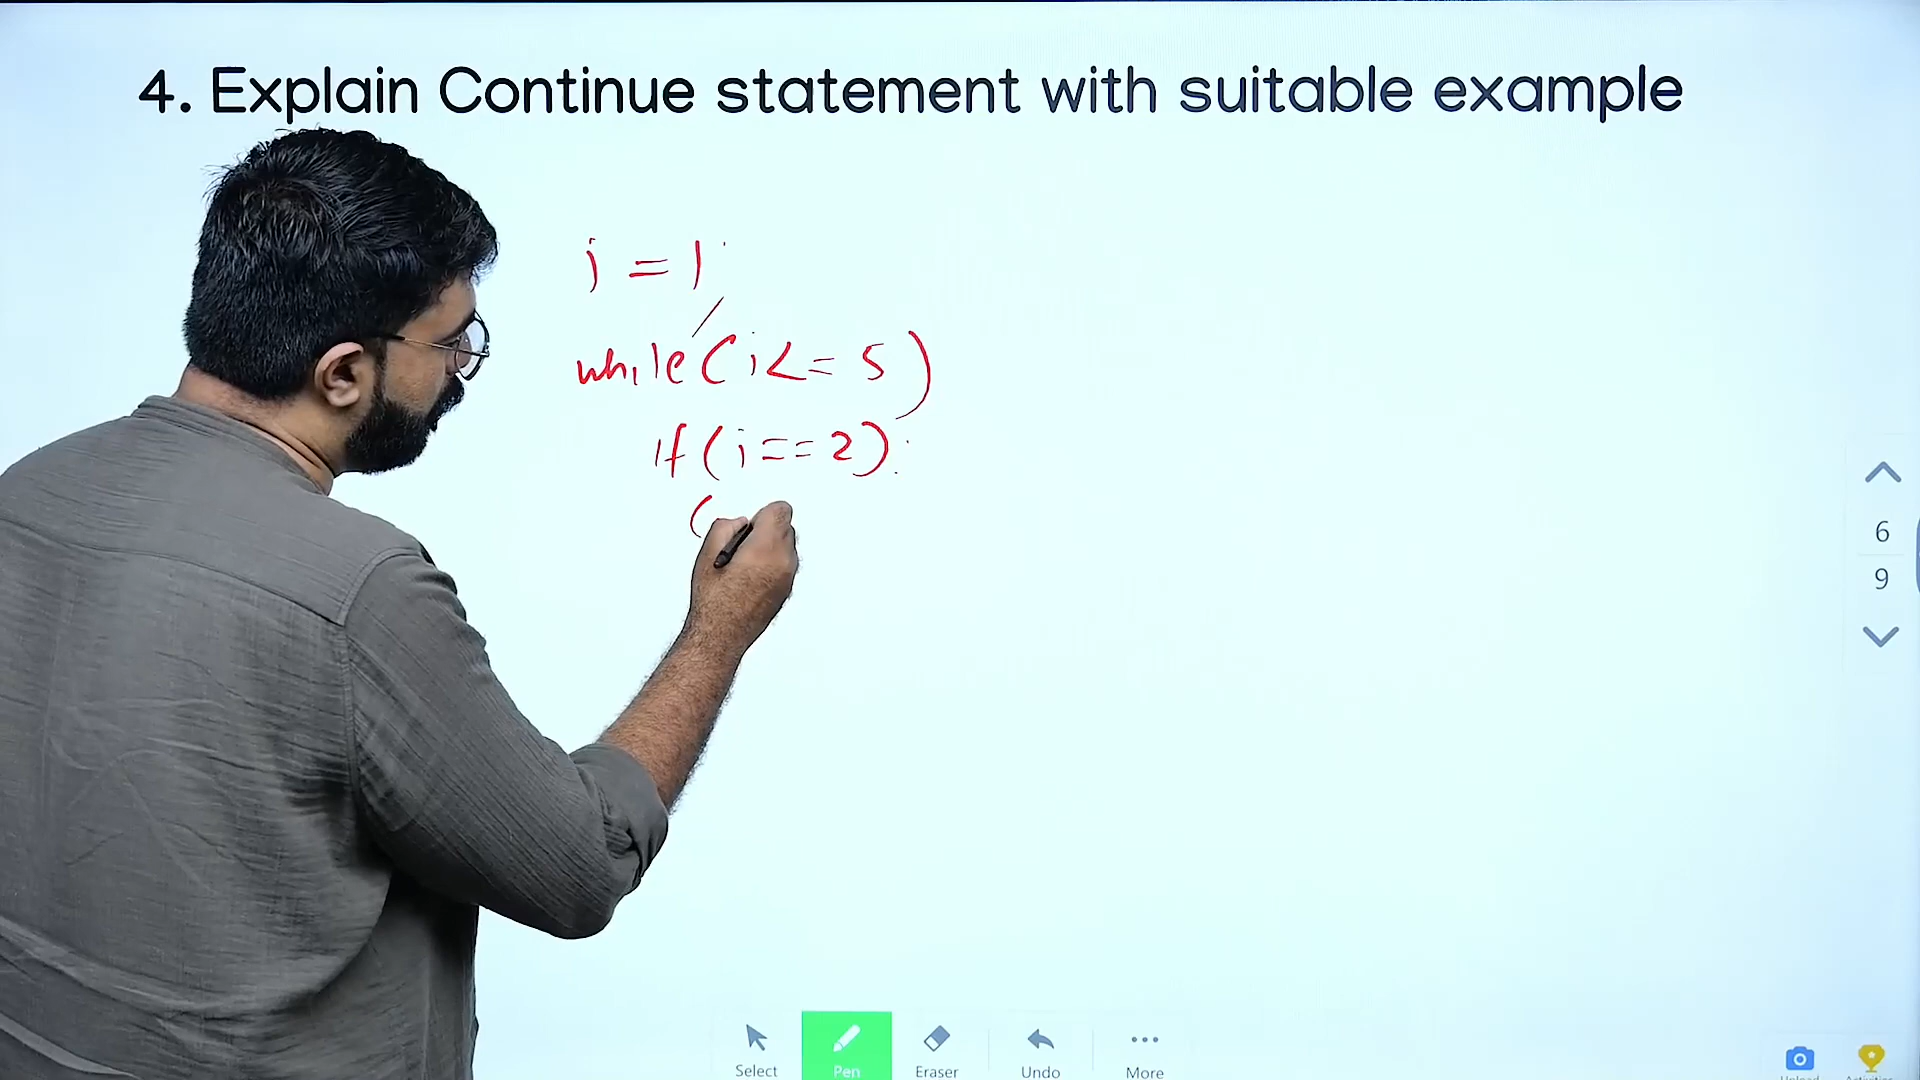 4. Explain Continue statement with suitable example
i = 1
while (i <= 5)
if (i == 2):
6
9
Select
Pen
Eraser
Undo
More